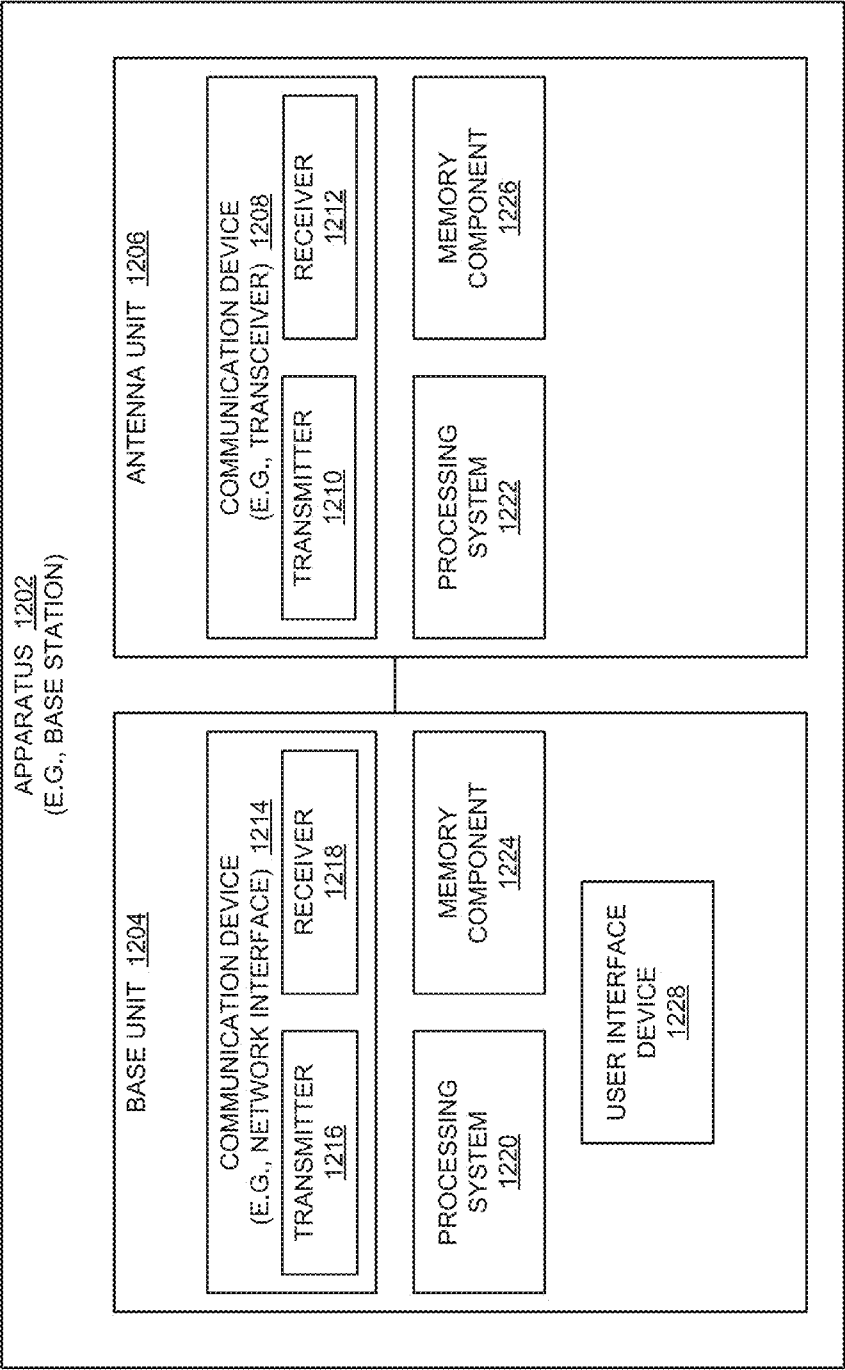 APPARATUS 1202
(E.G., BASE STATION)
BASE UNIT 1204
COMMUNICATION DEVICE
(E.G., NETWORK INTERFACE) 1214
TRANSMITTER
1216
RECEIVER
1218
PROCESSING
SYSTEM
1220
MEMORY
COMPONENT
1224
USER INTERFACE
DEVICE
1228
ANTENNA UNIT 1206
COMMUNICATION DEVICE
(E.G., TRANSCEIVER) 1208
TRANSMITTER
1210
RECEIVER
1212
PROCESSING
SYSTEM
1222
MEMORY
COMPONENT
1226